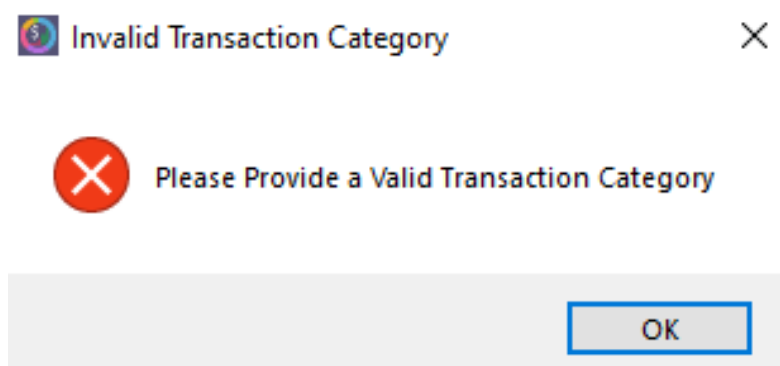 Invalid Transaction Category
Please Provide a Valid Transaction Category
OK